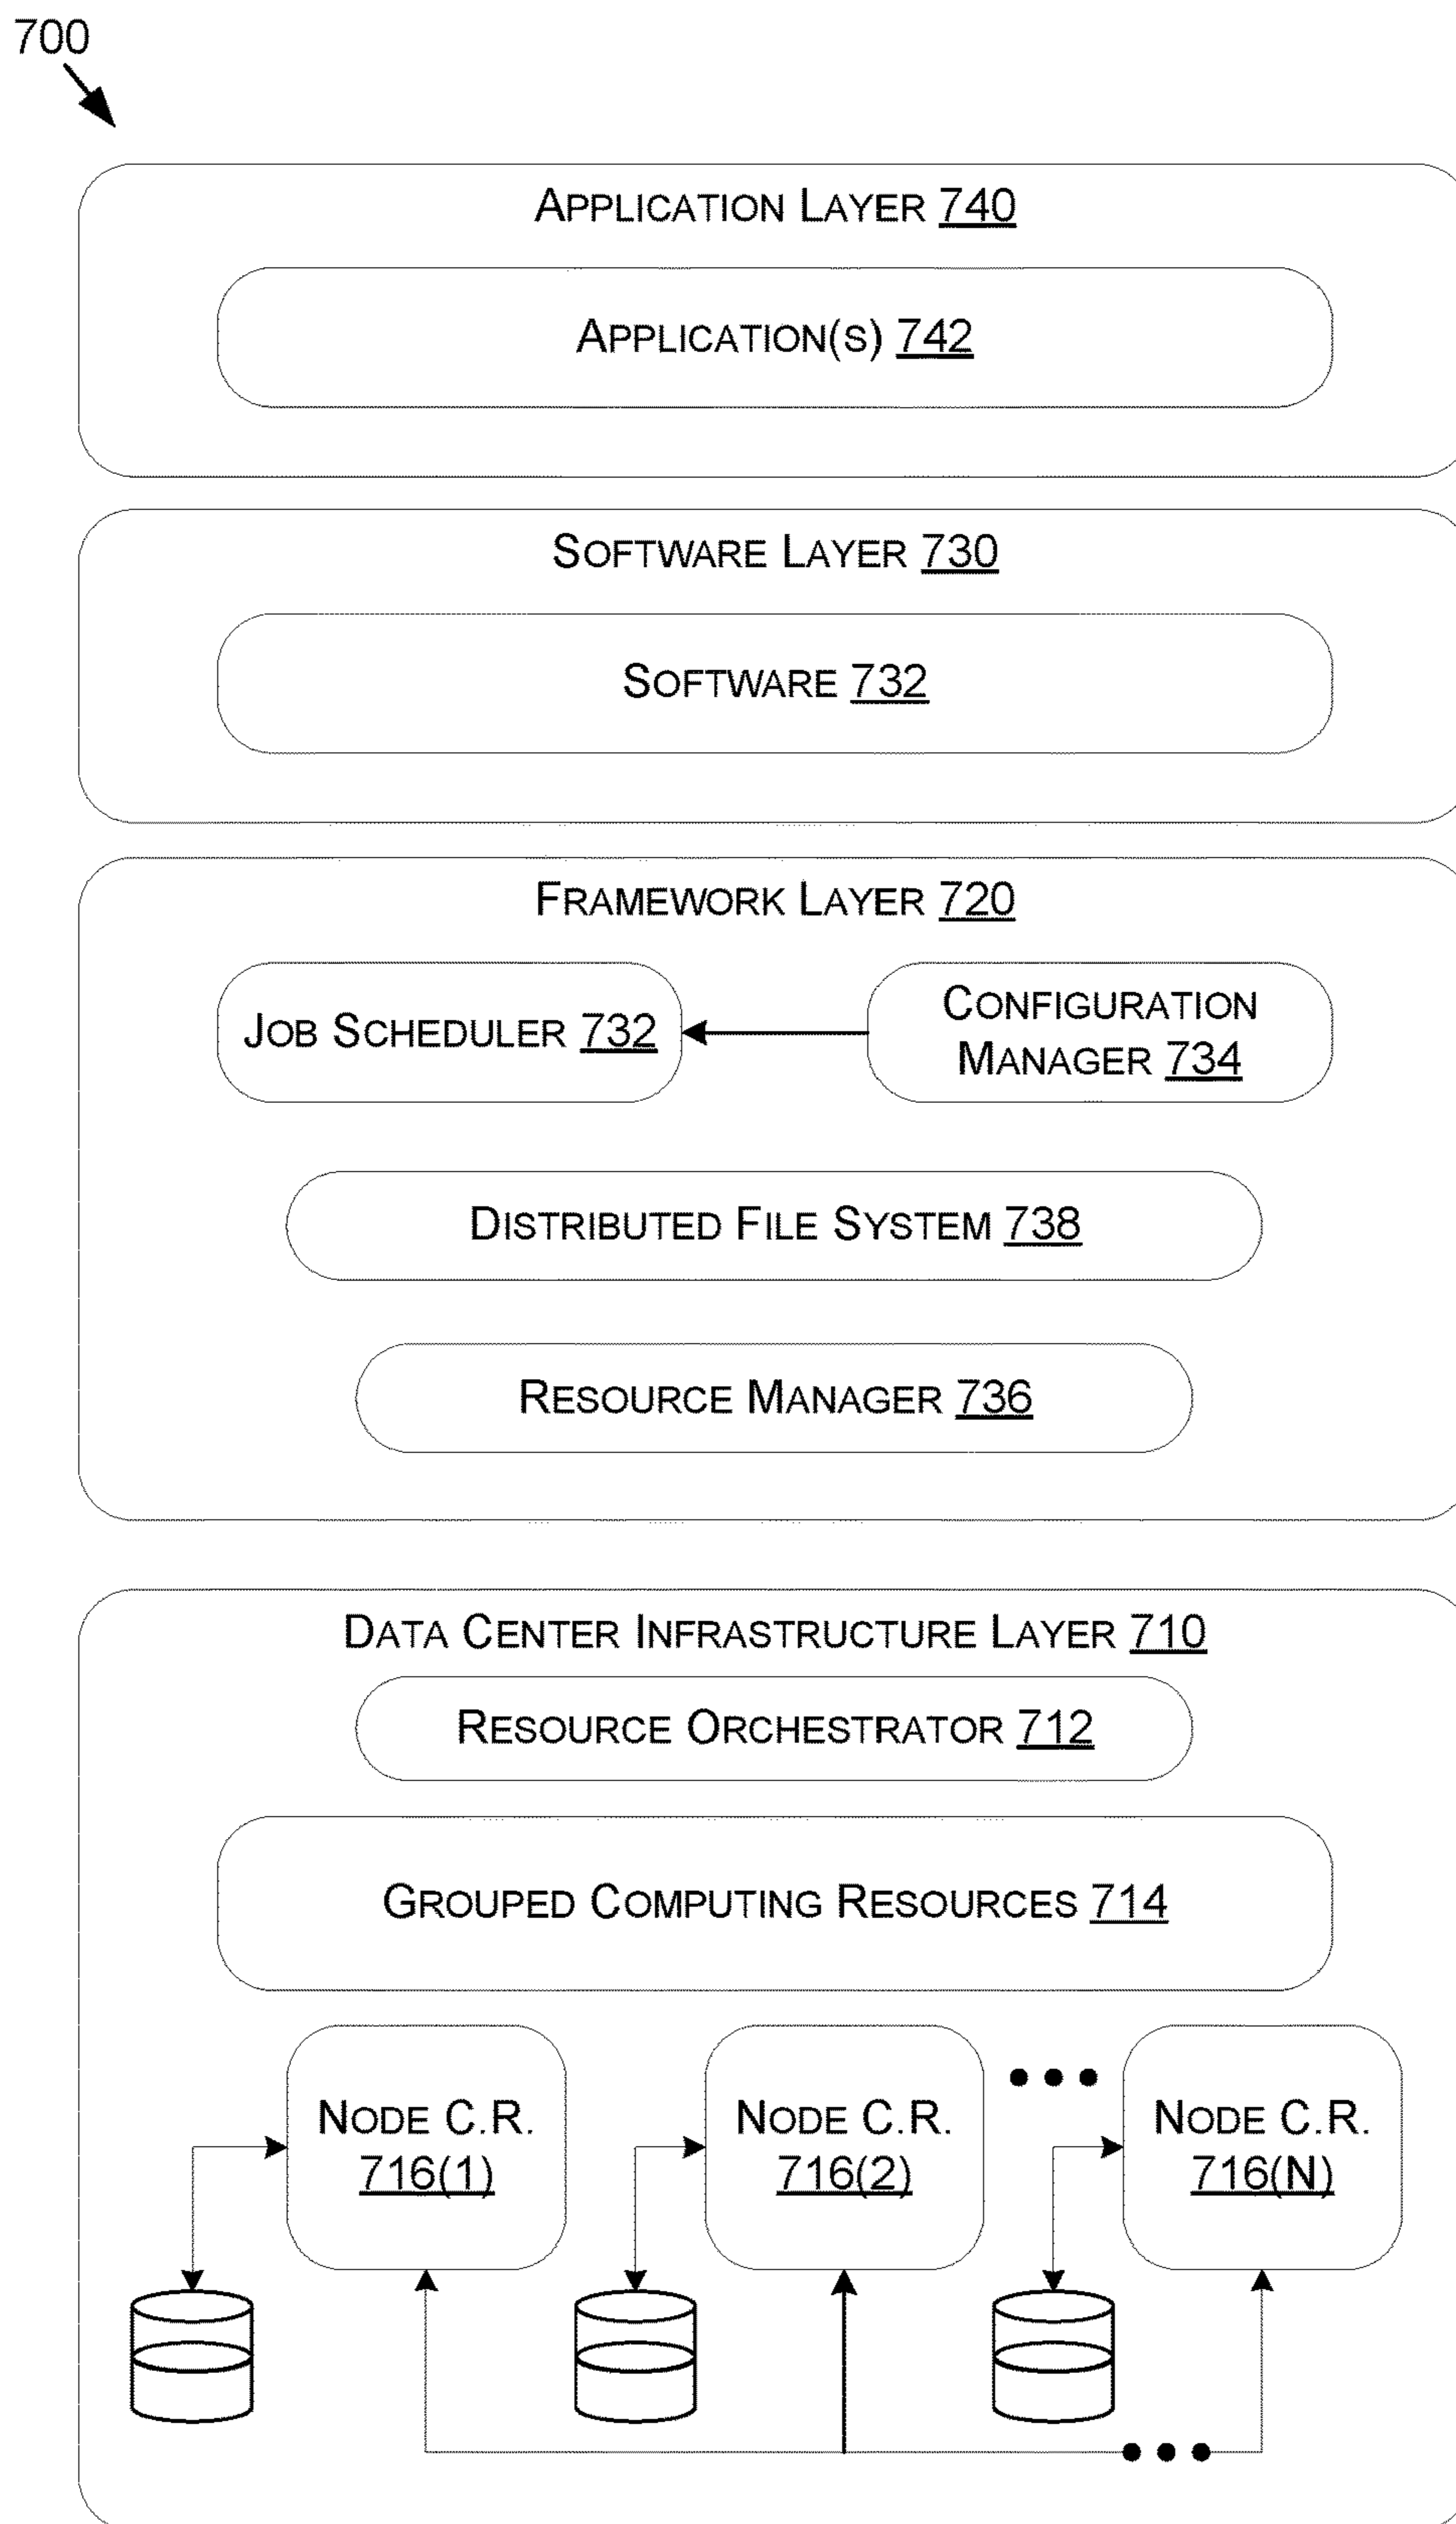 700
APPLICATION LAYER 740
APPLICATION(S) 742
SOFTWARE LAYER 730
SOFTWARE 732
FRAMEWORK LAYER 720
JOB SCHEDULER 732
CONFIGURATION
MANAGER 734
DISTRIBUTED FILE SYSTEM 738
RESOURCE MANAGER 736
DATA CENTER INFRASTRUCTURE LAYER 710
RESOURCE ORCHESTRATOR 712
GROUPED COMPUTING RESOURCES 714
NODE C.R.
716(1)
NODE C.R.
716(2)
NODE C.R.
716(N)